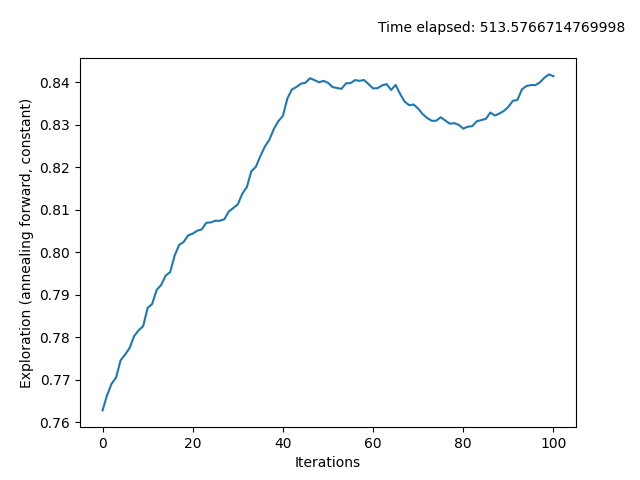 Time elapsed: 513.5766714769998
0.84
0.83
0.82
0.81
0.80
0.79
0.78
0.77
0.76
Exploration (annealing forward, constant)
0 20 40 60 80 100
Iterations